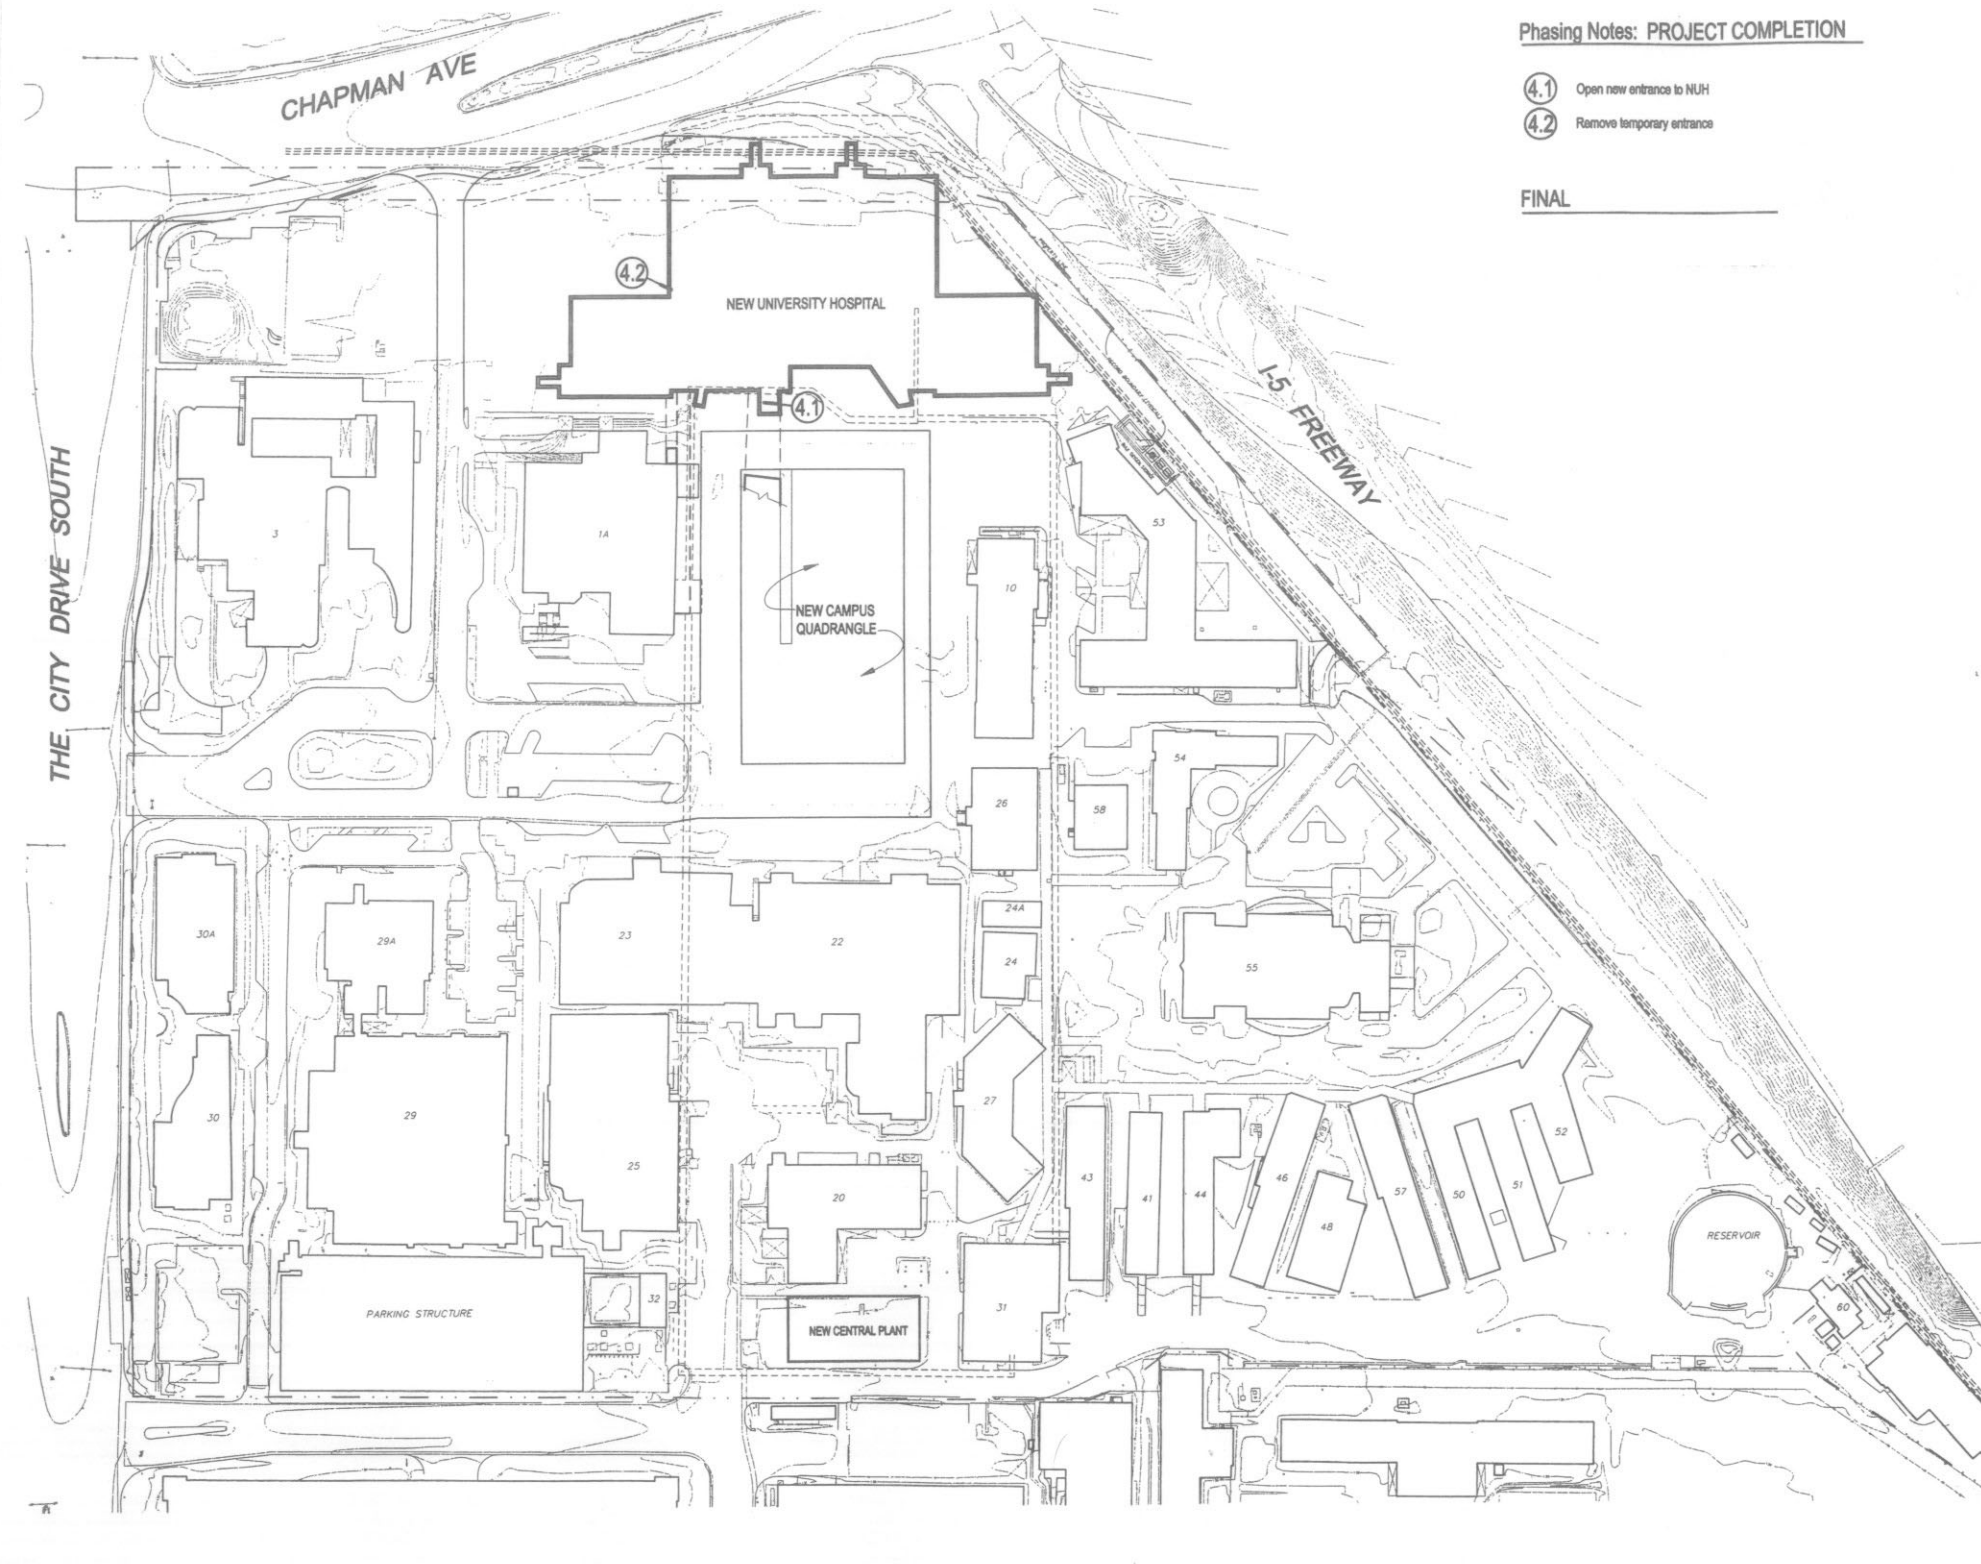 Phasing Notes: PROJECT COMPLETION
4.1 Open new entrance to NUH
4.2 Remove temporary entrance
FINAL
CHAPMAN AVE
4.2
NEW UNIVERSITY HOSPITAL
4.1
I-5 FREEWAY
THE CITY DRIVE SOUTH
3
1A
53
10
NEW CAMPUS
QUADRANGLE
54
26
58
24A
30A
29A
23
22
24
55
30
29
25
27
52
20
43
41
44
46
48
57
50
51
RESERVOIR
32
31
60
PARKING STRUCTURE
NEW CENTRAL PLANT